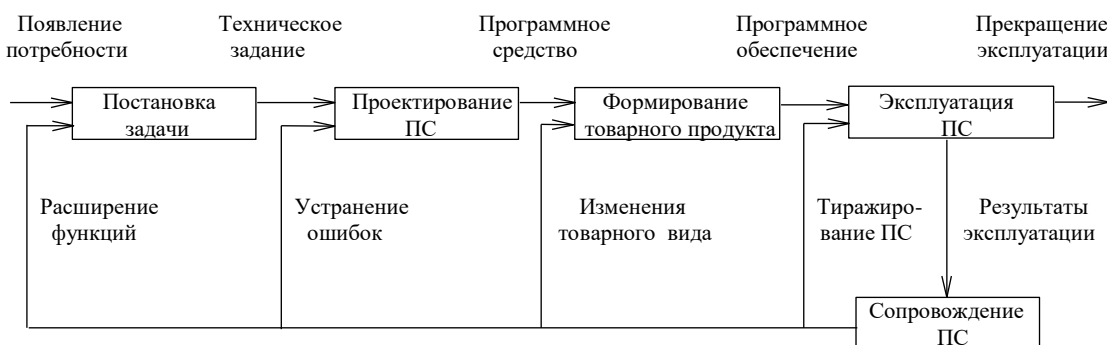 Появление
потребности
Техническое
задание
Программное
средство
Программное
обеспечение
Прекращение
эксплуатации
Постановка
задачи
Проектирование
ПС
Формирование
товарного продукта
Эксплуатация
ПС
Расширение
функций
Устранение
ошибок
Изменения
товарного вида
Тиражиро-
вание ПС
Результаты
эксплуатации
Сопровождение
ПС